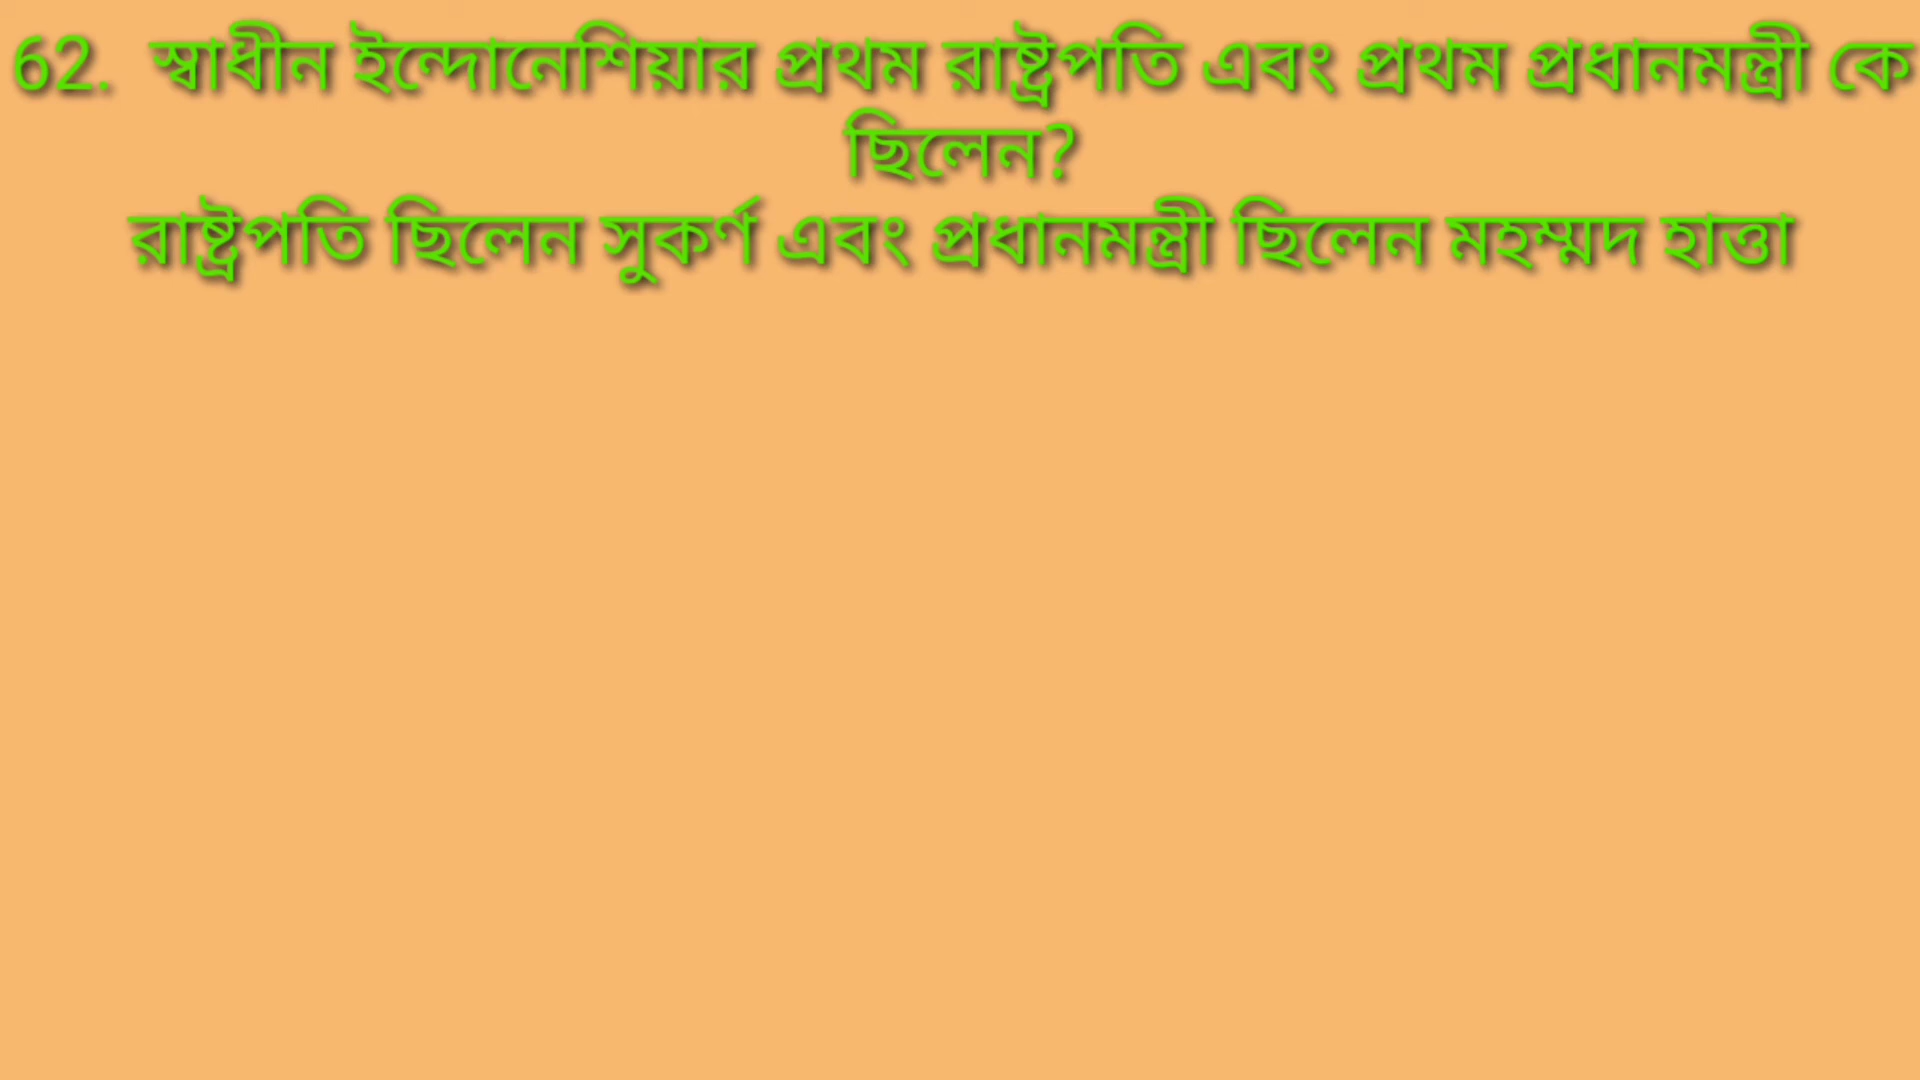 62. স্বাধীন ইন্দোনেশিয়ার প্রথম রাষ্ট্রপতি এবং প্রথম প্রধানমন্ত্রী কে
ছিলেন?
রাষ্ট্রপতি ছিলেন সুকর্ণ এবং প্রধানমন্ত্রী ছিলেন মহম্মদ হাত্তা